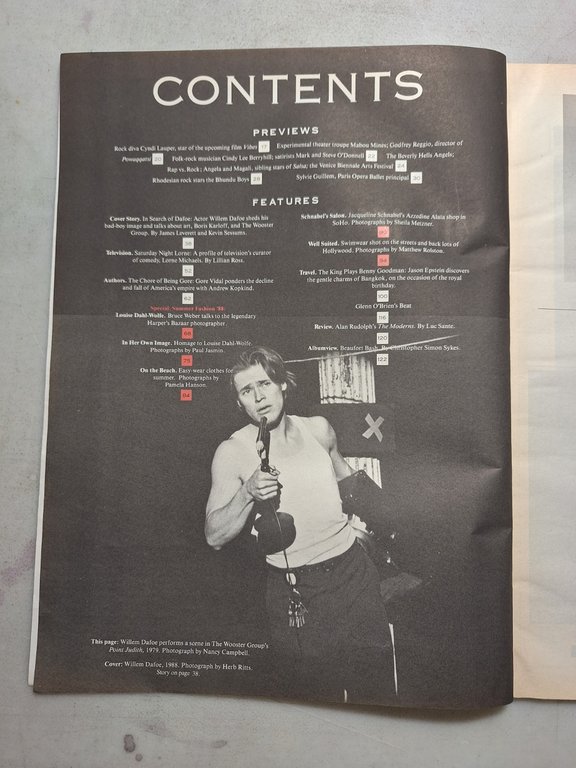 CONTENTS
PREVIEWS
Rock diva Cyndi Lauper, star of the upcoming film Vibes 17 Experimental theater troupe Mabou Mines; Godfrey Reggio, director of
Powaqqatsi 20 Folk-rock musician Cindy Lee Berryhill; satirists Mark and Steve O'Donnell 22 The Beverly Hells Angels;
Rap vs. Rock; Angela and Magali, sibling stars of Salsa; the Venice Biennale Arts Festival 24
Rhodesian rock stars the Bhundu Boys 28 Sylvie Guillem, Paris Opera Ballet principal 30
FEATURES
Cover Story. In Search of Dafoe: Actor Willem Dafoe sheds his
bad-boy image and talks about art, Boris Karloff, and The Wooster
Group. By James Leverett and Kevin Sessums.
38
Television. Saturday Night Lorne: A profile of television's curator
of comedy, Lorne Michaels. By Lillian Ross.
52
Authors. The Chore of Being Gore: Gore Vidal ponders the decline
and fall of America's empire with Andrew Kopkind.
62
Special: Summer Fashion '88
Louise Dahl-Wolfe. Bruce Weber talks to the legendary
Harper's Bazaar photographer.
68
In Her Own Image. Homage to Louise Dahl-Wolfe.
Photographs by Paul Jasmin.
75
On the Beach. Easy-wear clothes for
summer. Photographs by
Pamela Hanson.
84
Schnabel's Salon. Jacqueline Schnabel's Azzedine Alaïa shop in
SoHo. Photographs by Sheila Metzner.
90
Well Suited. Swimwear shot on the streets and back lots of
Hollywood. Photographs by Matthew Rolston.
94
Travel. The King Plays Benny Goodman: Jason Epstein discovers
the gentle charms of Bangkok, on the occasion of the royal
birthday.
100
Glenn O'Brien's Beat
116
Review. Alan Rudolph's The Moderns. By Luc Sante.
120
Albumview. Beaufort Bash. By Christopher Simon Sykes.
122
This page: Willem Dafoe performs a scene in The Wooster Group's
Point Judith, 1979. Photograph by Nancy Campbell.
Cover: Willem Dafoe, 1988. Photograph by Herb Ritts.
Story on page 38.